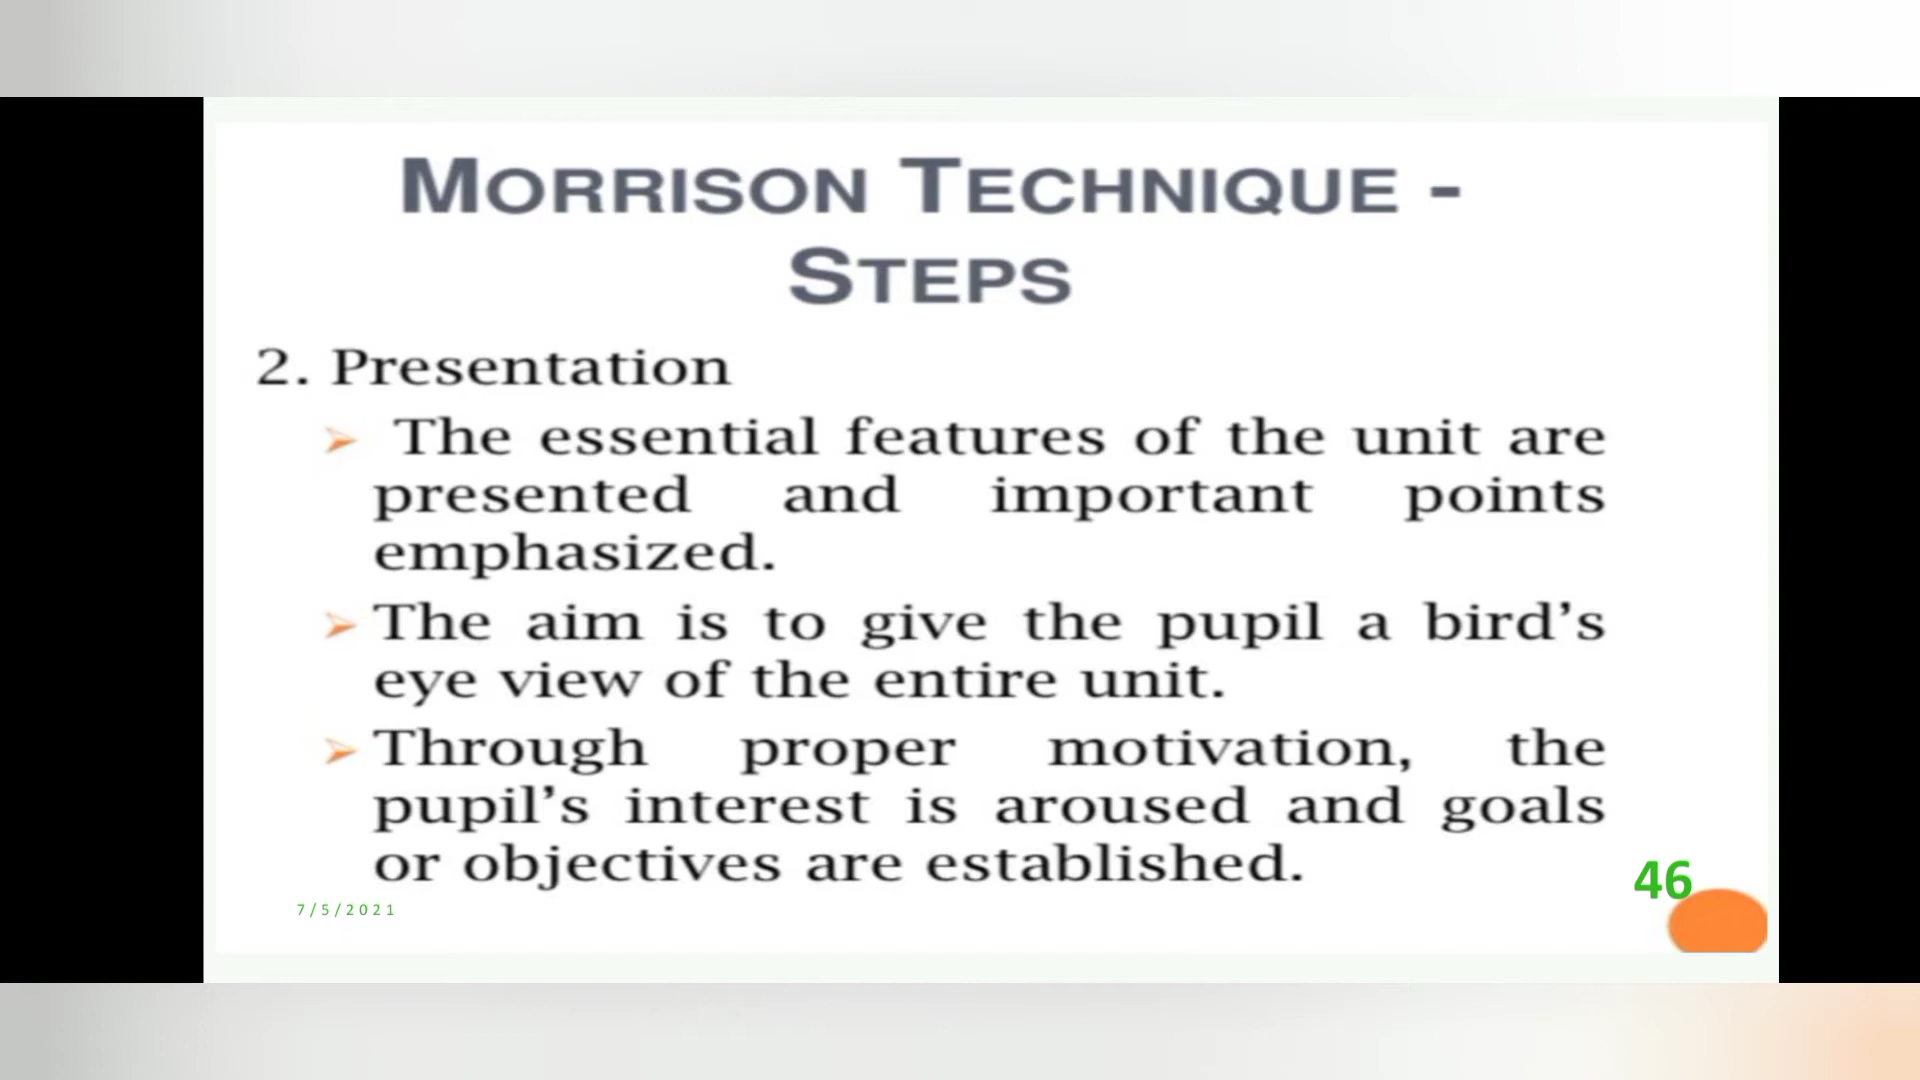 MORRISON TECHNIQUE -
STEPS
2. Presentation
➢ The essential features of the unit are
presented and important points
emphasized.
➢ The aim is to give the pupil a bird’s
eye view of the entire unit.
➢ Through proper motivation, the
pupil’s interest is aroused and goals
or objectives are established.
46
7/5/2021